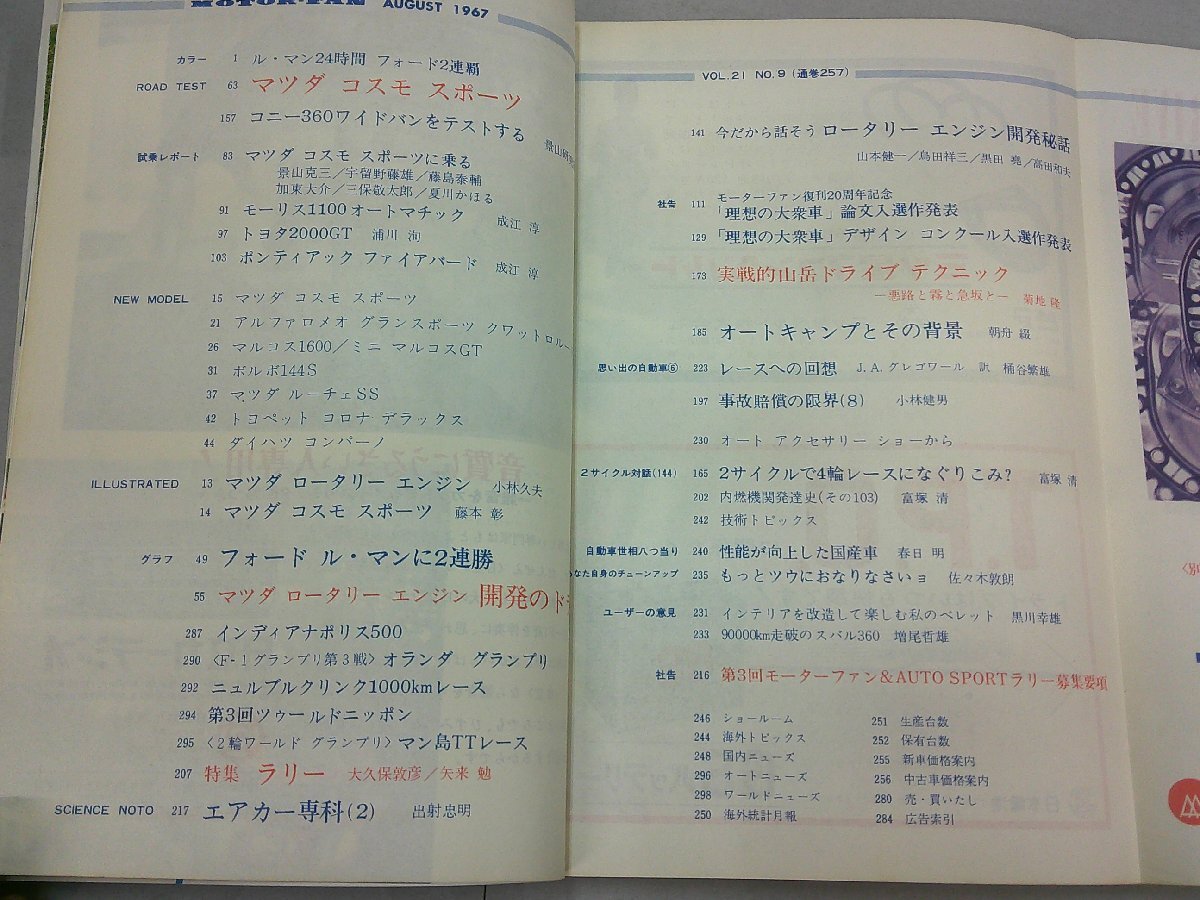 MOTOR-FAN AUGUST 1967
カラー 1 ル・マン24時間 フォード2連覇
ROAD TEST 63 マツダ コスモ スポーツ
157 コニー360ワイドバンをテストする
試乗レポート 83 マツダ コスモ スポーツに乗る
景山克三／宇留野藤雄／藤島泰輔
加東大介／三保敬太郎／夏川かほる
91 モーリス1100オートマチック 成江 淳
97 トヨタ2000GT 浦川 洵
103 ポンティアック ファイアバード 成江 淳
NEW MODEL 15 マツダ コスモ スポーツ
21 アルファロメオ グランスポーツ クワットロルー
26 マルコス1600／ミニ マルコスGT
31 ボルボ144S
37 マツダ ルーチェSS
42 トヨペット コロナ デラックス
44 ダイハツ コンパーノ
ILLUSTRATED 13 マツダ ロータリー エンジン 小林久夫
14 マツダ コスモ スポーツ 藤本 彰
グラフ 49 フォード ル・マンに2連勝
55 マツダ ロータリー エンジン 開発のド
287 インディアナポリス500
290 〈F-1グランプリ第3戦〉オランダ グランプリ
292 ニュルブルクリンク1000kmレース
294 第3回ツゥールドニッポン
295 〈2輪ワールド グランプリ〉マン島TTレース
207 特集 ラリー 大久保敦彦／矢来 勉
SCIENCE NOTO 217 エアカー専科(2) 出射忠明
VOL.21 NO.9 (通巻257)
141 今だから話そう ロータリー エンジン開発秘話
山本健一／島田祥三／黒田 堯／高田和夫
社告 111 モーターファン復刊20周年記念
「理想の大衆車」論文入選作発表
129 「理想の大衆車」デザイン コンクール入選作発表
173 実戦的山岳ドライブ テクニック
—悪路と霧と急坂と— 菊地 隆
185 オートキャンプとその背景 朝舟 綴
思い出の自動車⑥ 223 レースへの回想 J.A.グレゴワール 訳 桶谷繁雄
197 事故賠償の限界(8) 小林健男
230 オート アクセサリー ショーから
2サイクル対話(144) 165 2サイクルで4輪レースになぐりこみ? 富塚 清
202 内燃機関発達史(その103) 富塚 清
242 技術トピックス
自動車世相八つ当り 240 性能が向上した国産車 春日 明
なた自身のチューンアップ 235 もっとツウにおなりなさいョ 佐々木敦朗
ユーザーの意見 231 インテリアを改造して楽しむ私のベレット 黒川幸雄
233 90000km走破のスバル360 増尾哲雄
社告 216 第3回モーターファン&AUTO SPORTラリー募集要項
246 ショールーム 251 生産台数
244 海外トピックス 252 保有台数
248 国内ニューズ 255 新車価格案内
296 オートニューズ 256 中古車価格案内
298 ワールドニューズ 280 売・買いたし
250 海外統計月報 284 広告索引